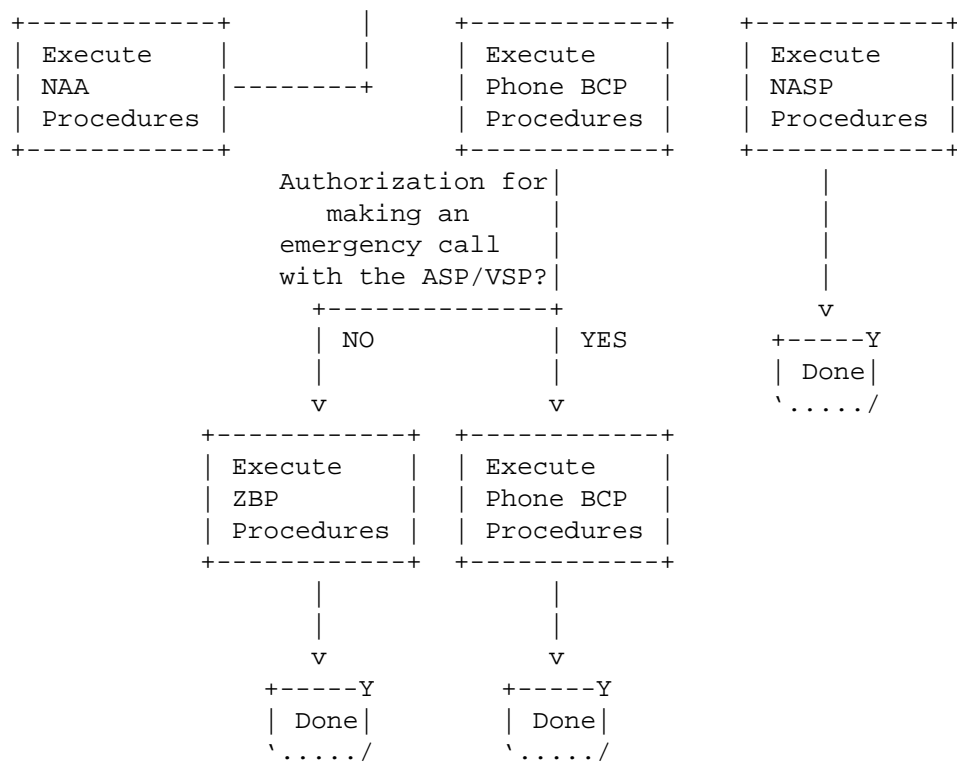 Execute
NAA
Procedures
Execute
Phone BCP
Procedures
Execute
NASP
Procedures
Authorization for
making an
emergency call
with the ASP/VSP?
NO
YES
v
Y
Done
v
v
Execute
ZBP
Procedures
Execute
Phone BCP
Procedures
v
v
Y
Y
Done
Done